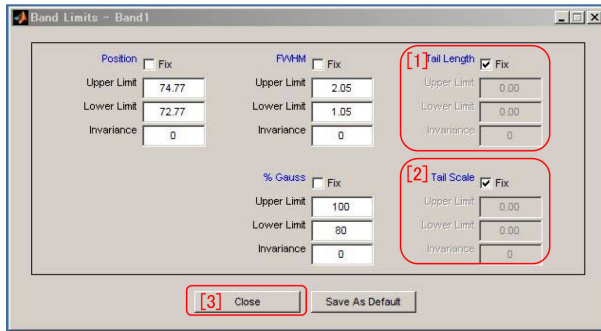 Band Limits - Band1
Position Fix
Upper Limit 74.77
Lower Limit 72.77
Invariance 0
FWHM Fix
Upper Limit 2.05
Lower Limit 1.05
Invariance 0
[1] Tail Length Fix
Upper Limit 0.00
Lower Limit 0.00
Invariance 0
% Gauss Fix
Upper Limit 100
Lower Limit 80
Invariance 0
[2] Tail Scale Fix
Upper Limit 0.00
Lower Limit 0.00
Invariance 0
[3] Close
Save As Default